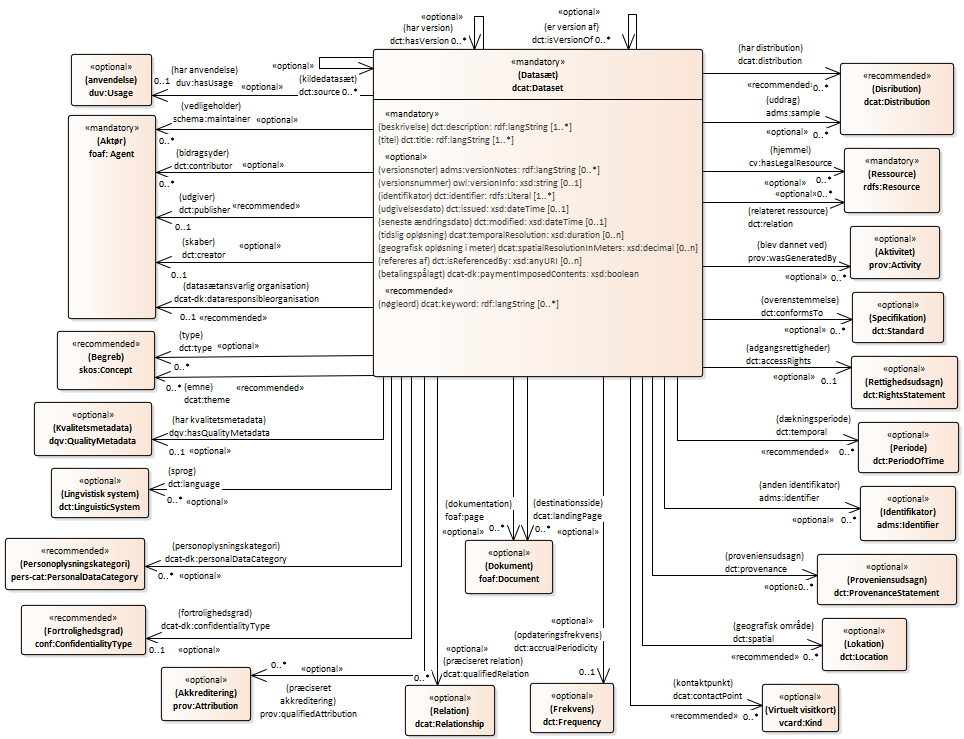 «optional»
(har version)
dct:hasVersion 0..*
«optional»
(er version af)
dct:isVersionOf 0..*
«mandatory»
(Datasæt)
dcat:Dataset
«mandatory»
(beskrivelse) dct:description: rdf:langString [1..*]
(titel) dct:title: rdf:langString [1..*]
«optional»
(versionsnoter) adms:versionNotes: rdf:langString [0..*]
(versionsnummer) owl:versionInfo: xsd:string [0..1]
(identifikator) dct:identifier: rdfs:Literal [1..*]
(udgivelsesdato) dct:issued: xsd:dateTime [0..1]
(seneste ændringsdato) dct:modified: xsd:dateTime [0..1]
(tidslig opløsning) dcat:temporalResolution: xsd:duration [0..n]
(geografisk opløsning i meter) dcat:spatialResolutionInMeters: xsd:decimal [0..n]
(refereres af) dct:isReferencedBy: xsd:anyURI [0..n]
(betalingspålagt) dcat-dk:paymentImposedContents: xsd:boolean
«recommended»
(nøgleord) dcat:keyword: rdf:langString [0..*]
«optional»
(kildedatasæt)
dct:source 0..*
«optional»
(anvendelse)
duv:Usage
(har anvendelse)
0..1 duv:hasUsage
«optional»
«mandatory»
(Aktør)
foaf: Agent
(vedligeholder)
schema:maintainer «optional»
0..*
(bidragsyder)
dct:contributor «optional»
0..*
(udgiver)
dct:publisher «recommended»
0..1
(skaber)
dct:creator «optional»
0..1
(datasætansvarlig organisation)
dcat-dk:dataresponsibleorganisation
0..1 «recommended»
«recommended»
(Begreb)
skos:Concept
(type)
dct:type «optional»
0..*
0..* (emne) «recommended»
dcat:theme
«optional»
(Kvalitetsmetadata)
dqv:QualityMetadata
(har kvalitetsmetadata)
dqv:hasQualityMetadata
0..1 «optional»
«optional»
(Lingvistisk system)
dct:LinguisticSystem
(sprog)
dct:language
0..* «optional»
«recommended»
(Personoplysningskategori)
pers-cat:PersonalDataCategory
(personoplysningskategori)
dcat-dk:personalDataCategory
0..* «optional»
«recommended»
(Fortrolighedsgrad)
conf:ConfidentialityType
(fortrolighedsgrad)
dcat-dk:confidentialityType
0..1 «optional»
«optional»
(Akkreditering)
prov:Attribution
0..* «optional»
(præciseret
akkreditering)
prov:qualifiedAttribution
«optional»
(præciseret relation)
dcat:qualifiedRelation
0..*
«optional»
(Relation)
dcat:Relationship
(dokumentation)
foaf:page
«optional» 0..*
(destinationsside)
dcat:landingPage
0..* «optional»
«optional»
(Dokument)
foaf:Document
«optional»
(opdateringsfrekvens)
dct:accrualPeriodicity
0..1
«optional»
(Frekvens)
dct:Frequency
(har distribution)
dcat:distribution
«recommended» 0..*
«recommended»
(Disribution)
dcat:Distribution
(uddrag)
adms:sample
«optional» 0..*
(hjemmel)
cv:hasLegalResource
«optional» 0..*
«mandatory»
(Ressource)
rdfs:Resource
«optional» 0..*
(relateret ressource)
dct:relation
(blev dannet ved)
prov:wasGeneratedBy
«optional» 0..*
«optional»
(Aktivitet)
prov:Activity
(overenstemmelse)
dct:conformsTo
«optional» 0..*
«optional»
(Specifikation)
dct:Standard
(adgangsrettigheder)
dct:accessRights
«optional» 0..1
«optional»
(Rettighedsudsagn)
dct:RightsStatement
(dækningsperiode)
dct:temporal
«recommended» 0..*
«optional»
(Periode)
dct:PeriodOfTime
(anden identifikator)
adms:identifier
«optional» 0..*
«optional»
(Identifikator)
adms:Identifier
(proveniensudsagn)
dct:provenance
«optional» 0..*
«optional»
(Proveniensudsagn)
dct:ProvenanceStatement
(geografisk område)
dct:spatial
«recommended» 0..*
«optional»
(Lokation)
dct:Location
(kontaktpunkt)
dcat:contactPoint
«recommended» 0..*
«optional»
(Virtuelt visitkort)
vcard:Kind